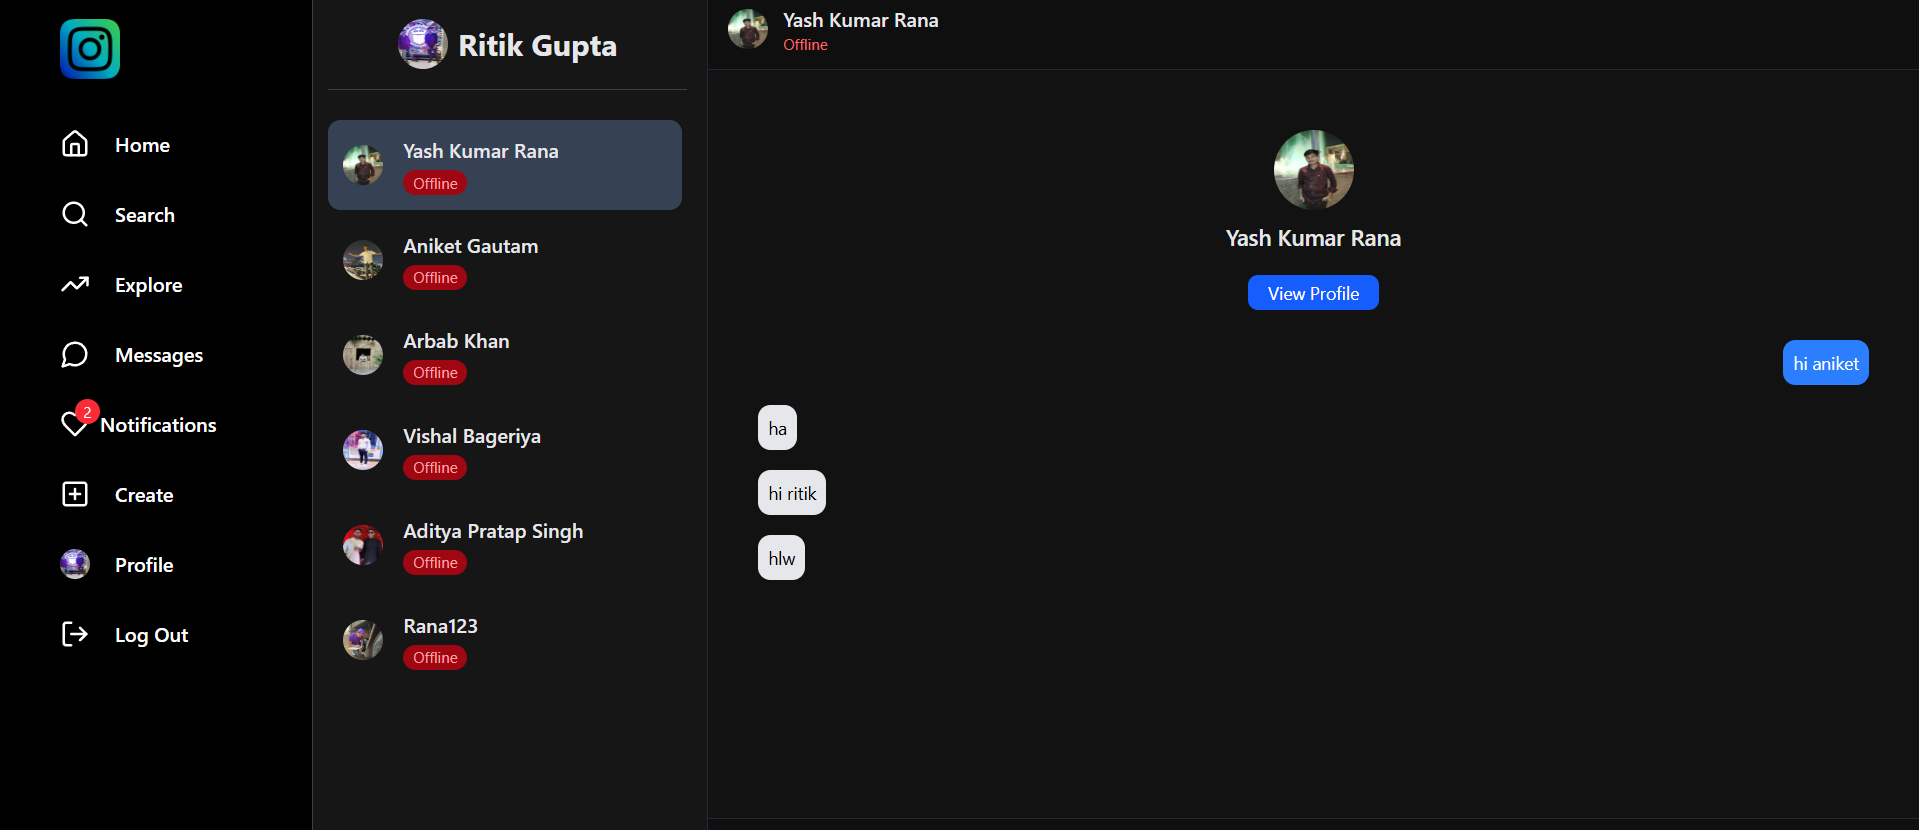 Home
Search
Explore
Messages
2
Notifications
Create
Profile
Log Out
Ritik Gupta
Yash Kumar Rana
Offline
Aniket Gautam
Offline
Arbab Khan
Offline
Vishal Bageriya
Offline
Aditya Pratap Singh
Offline
Rana123
Offline
Yash Kumar Rana
Offline
Yash Kumar Rana
View Profile
hi aniket
ha
hi ritik
hlw